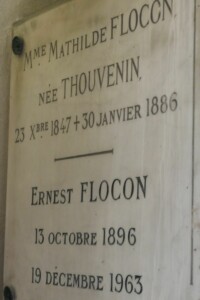 Mme MATHILDE FLOCON
NÉE THOUVENIN,
23 Xbre 1847 + 30 JANVIER 1886
ERNEST FLOCON
13 OCTOBRE 1896
19 DÉCEMBRE 1963